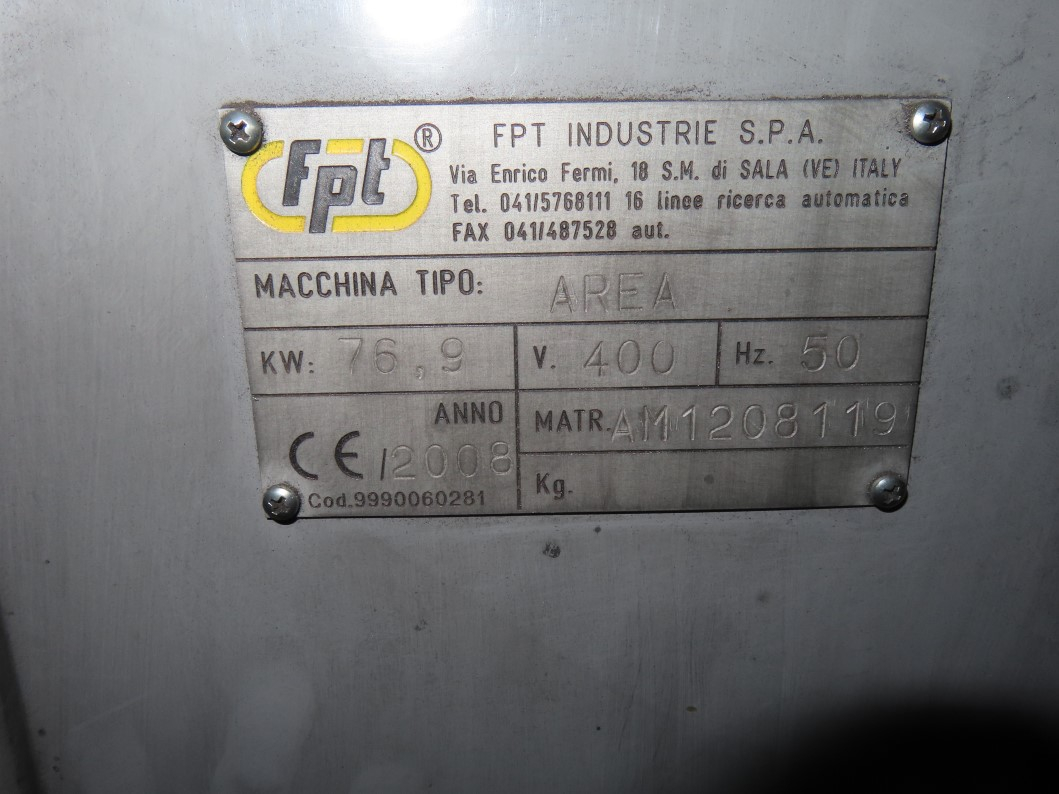 fpt ® FPT INDUSTRIE S.P.A.
Via Enrico Fermi, 18 S.M. di SALA (VE) ITALY
Tel. 041/5768111 16 linee ricerca automatica
FAX 041/487528 aut.
MACCHINA TIPO: AREA
KW: 76,9 V. 400 Hz. 50
ANNO
CE/2008
MATR. AM1208119
Kg.
Cod.9990060281